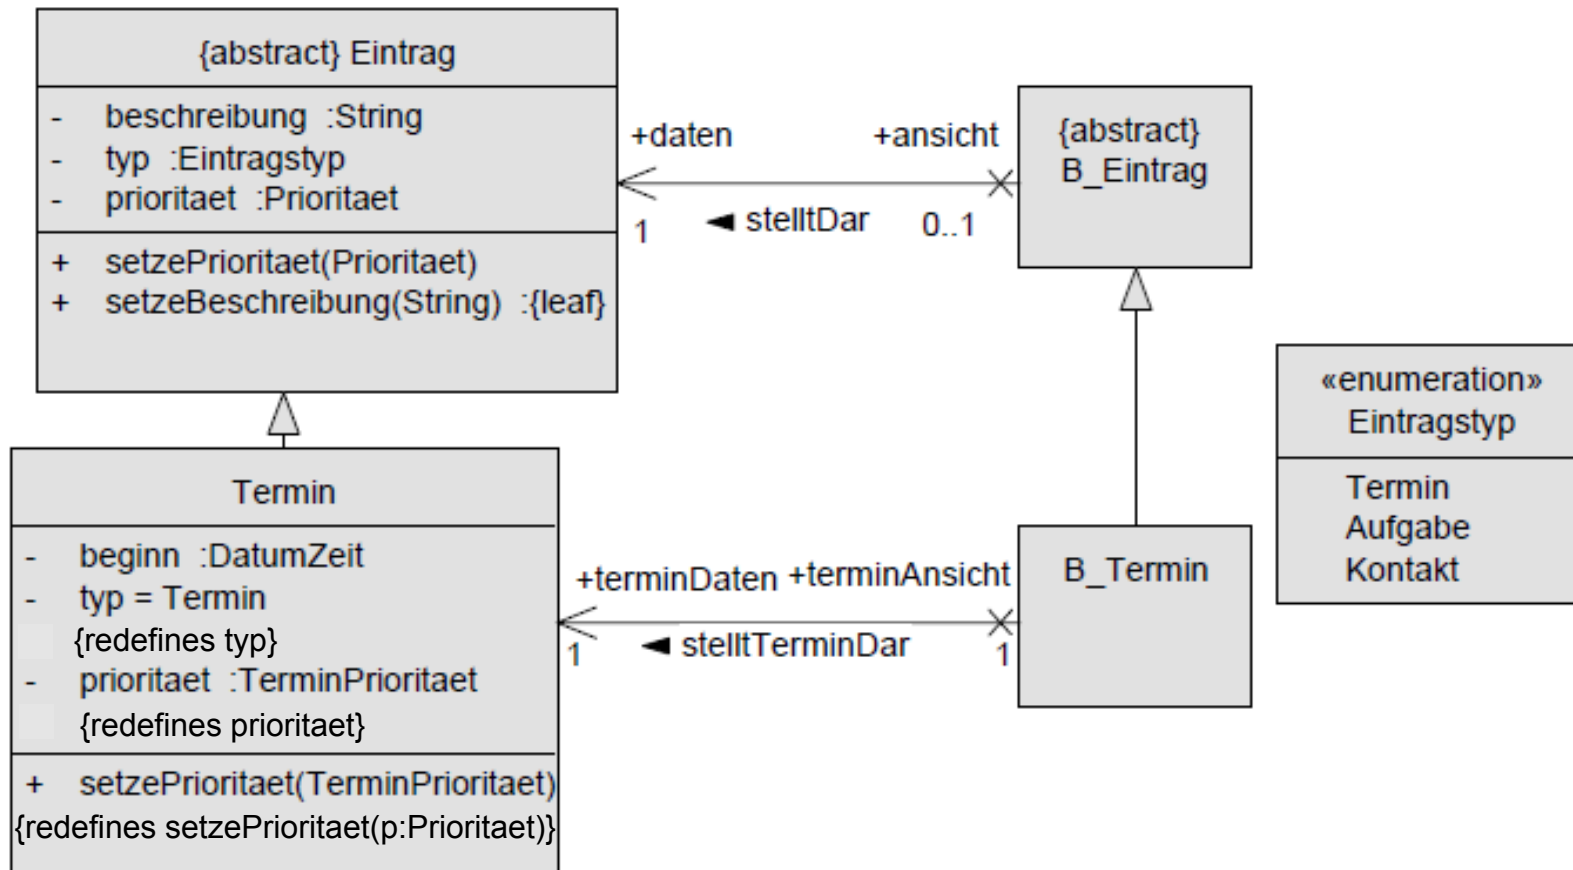 {abstract} Eintrag
- beschreibung :String
- typ :Eintragstyp
- prioritaet :Prioritaet
+ setzePrioritaet(Prioritaet)
+ setzeBeschreibung(String) :{leaf}
+daten
+ansicht
1
◄ stelltDar
0..1
{abstract}
B_Eintrag
«enumeration»
Eintragstyp
Termin
Aufgabe
Kontakt
Termin
- beginn :DatumZeit
- typ = Termin
{redefines typ}
- prioritaet :TerminPrioritaet
{redefines prioritaet}
+ setzePrioritaet(TerminPrioritaet)
{redefines setzePrioritaet(p:Prioritaet)}
+terminDaten
+terminAnsicht
1
◄ stelltTerminDar
1
B_Termin